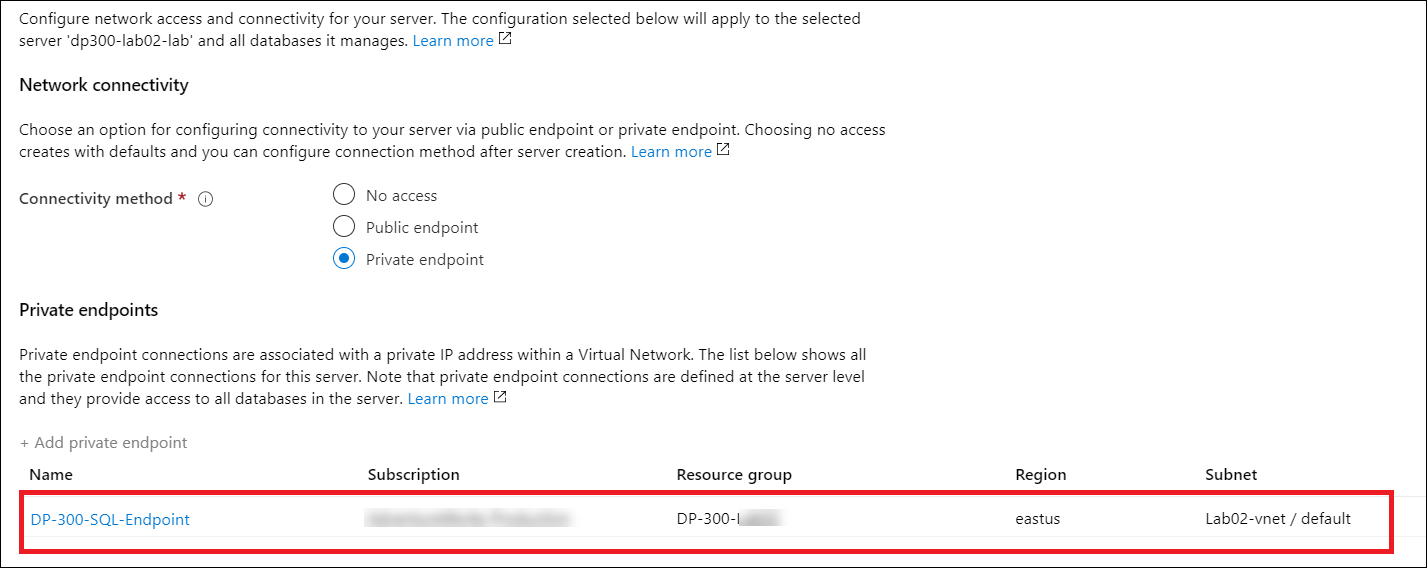 Configure network access and connectivity for your server. The configuration selected below will apply to the selected
server 'dp300-lab02-lab' and all databases it manages. Learn more
Network connectivity
Choose an option for configuring connectivity to your server via public endpoint or private endpoint. Choosing no access
creates with defaults and you can configure connection method after server creation. Learn more
Connectivity method *
No access
Public endpoint
Private endpoint
Private endpoints
Private endpoint connections are associated with a private IP address within a Virtual Network. The list below shows all
the private endpoint connections for this server. Note that private endpoint connections are defined at the server level
and they provide access to all databases in the server. Learn more
+ Add private endpoint
Name Subscription Resource group Region Subnet
DP-300-SQL-Endpoint eastus Lab02-vnet / default